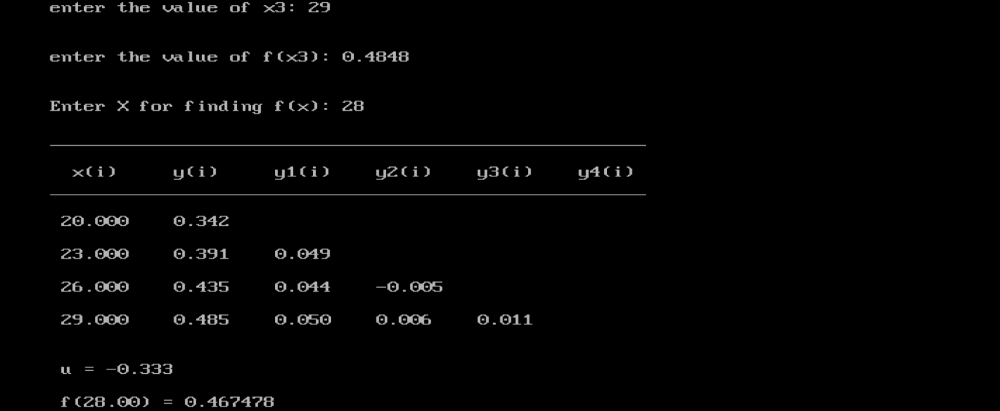 enter the value of x3: 29
enter the value of f(x3): 0.4848
Enter X for finding f(x): 28
x(i) y(i) y1(i) y2(i) y3(i) y4(i)
20.000 0.342
23.000 0.391 0.049
26.000 0.435 0.044 -0.005
29.000 0.485 0.050 0.006 0.011
u = -0.333
f(28.00) = 0.467478